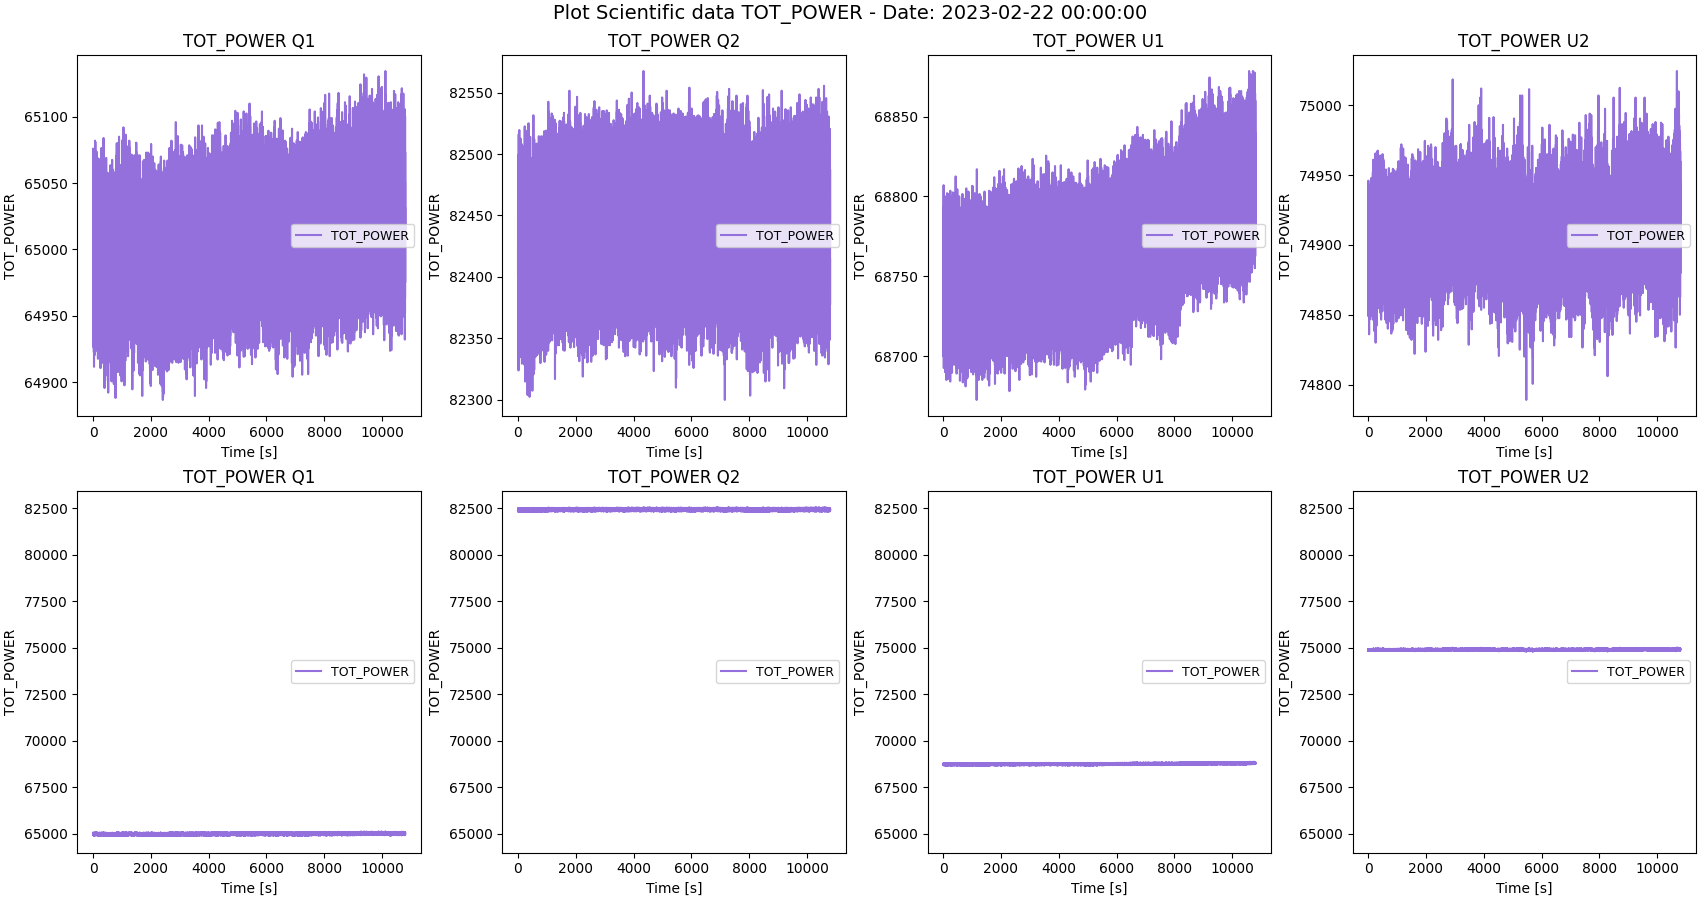 Plot Scientific data TOT_POWER - Date: 2023-02-22 00:00:00
TOT_POWER Q1
TOT_POWER
65100
65050
65000
64950
64900
TOT_POWER
0 2000 4000 6000 8000 10000
Time [s]
TOT_POWER Q2
TOT_POWER
82550
82500
82450
82400
82350
82300
TOT_POWER
0 2000 4000 6000 8000 10000
Time [s]
TOT_POWER U1
TOT_POWER
68850
68800
68750
68700
TOT_POWER
0 2000 4000 6000 8000 10000
Time [s]
TOT_POWER U2
TOT_POWER
75000
74950
74900
74850
74800
TOT_POWER
0 2000 4000 6000 8000 10000
Time [s]
TOT_POWER Q1
TOT_POWER
82500
80000
77500
75000
72500
70000
67500
65000
TOT_POWER
0 2000 4000 6000 8000 10000
Time [s]
TOT_POWER Q2
TOT_POWER
82500
80000
77500
75000
72500
70000
67500
65000
TOT_POWER
0 2000 4000 6000 8000 10000
Time [s]
TOT_POWER U1
TOT_POWER
82500
80000
77500
75000
72500
70000
67500
65000
TOT_POWER
0 2000 4000 6000 8000 10000
Time [s]
TOT_POWER U2
TOT_POWER
82500
80000
77500
75000
72500
70000
67500
65000
TOT_POWER
0 2000 4000 6000 8000 10000
Time [s]